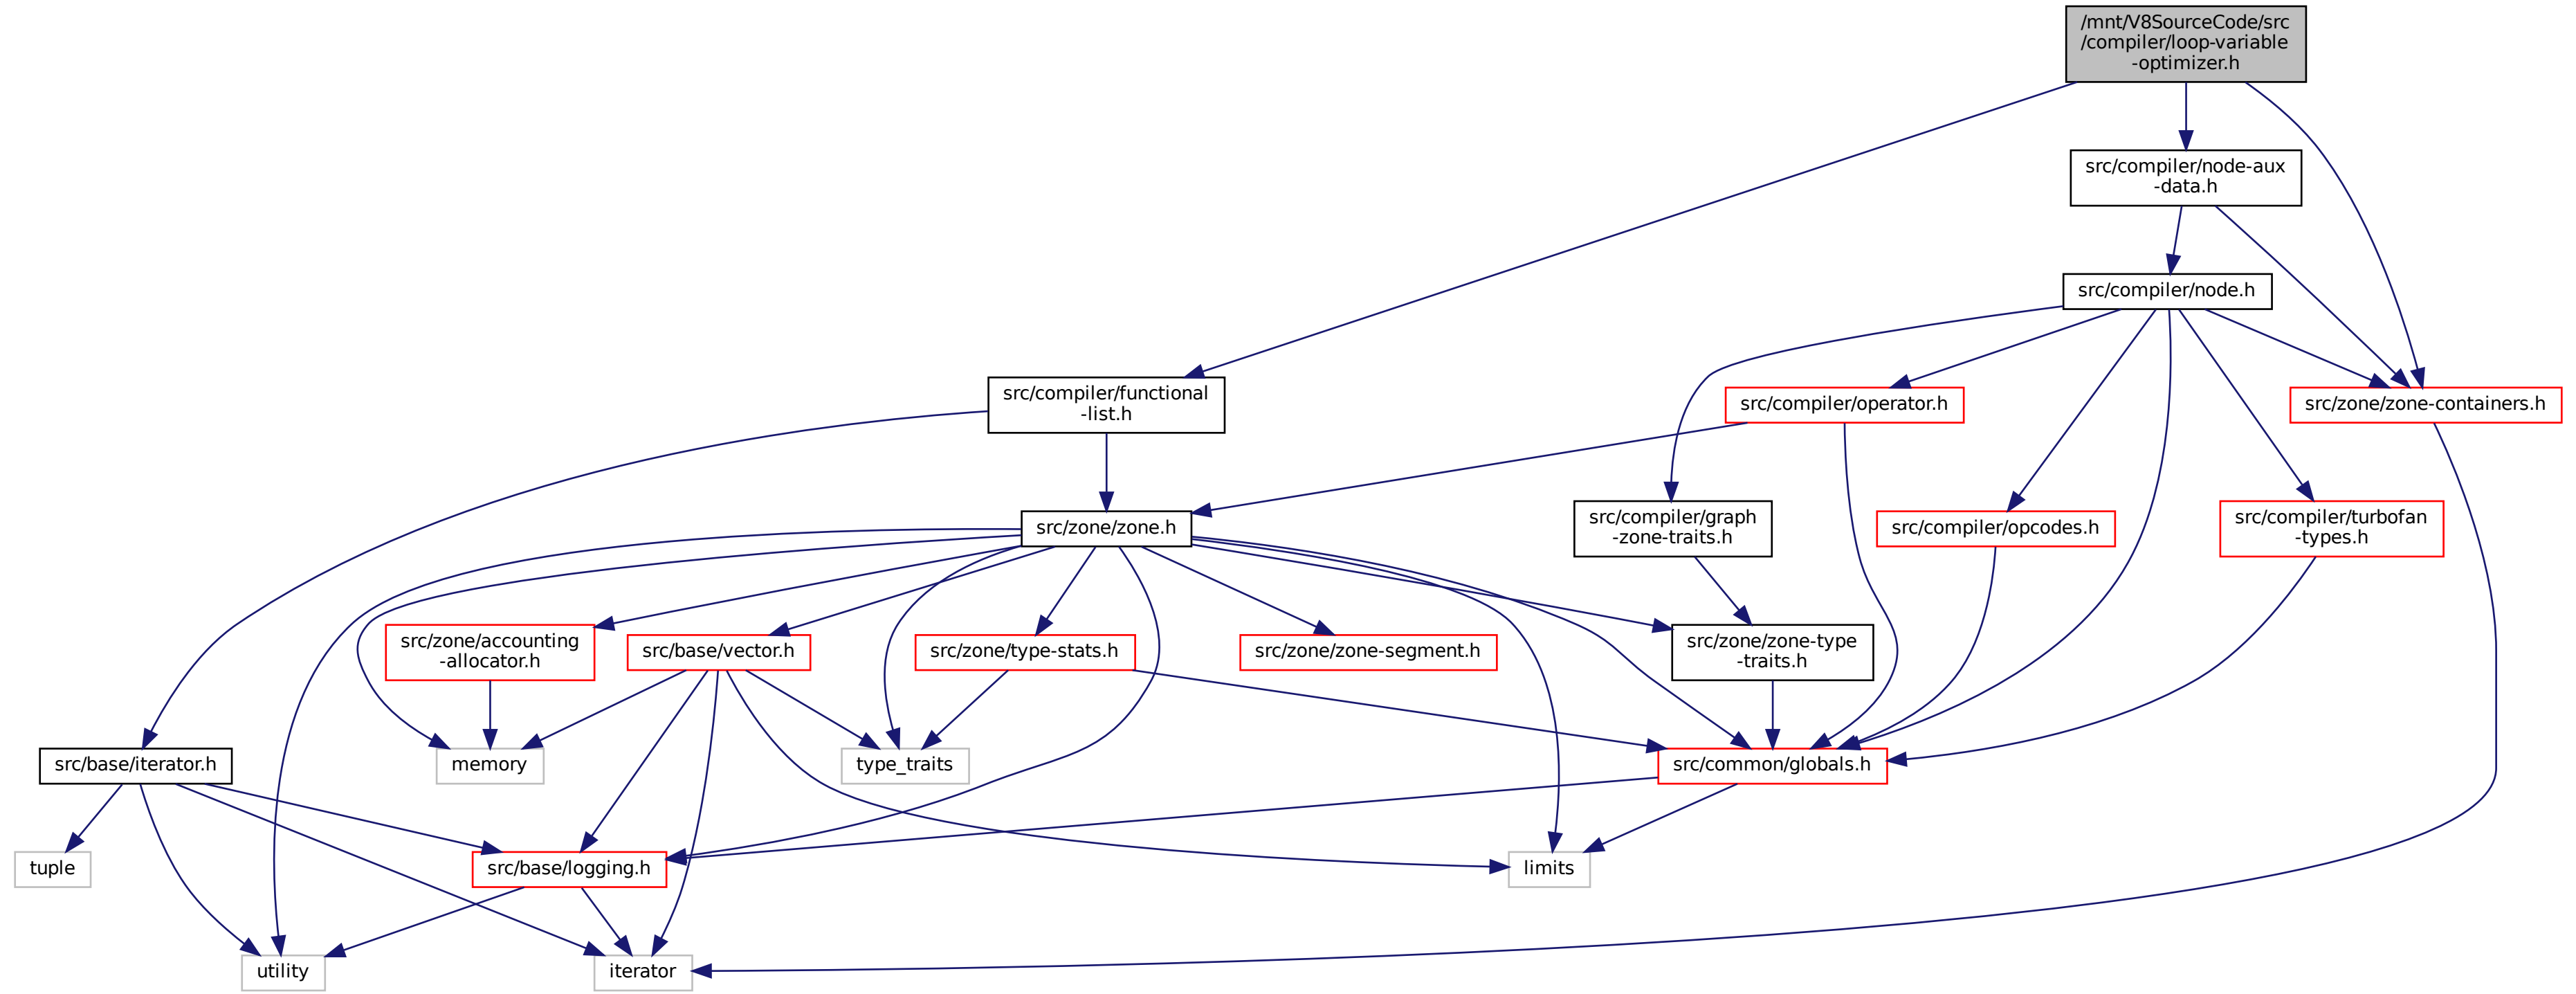 /mnt/V8SourceCode/src
/compiler/loop-variable
-optimizer.h
src/compiler/node-aux
-data.h
src/compiler/node.h
src/compiler/functional
-list.h
src/compiler/operator.h
src/zone/zone-containers.h
src/zone/zone.h
src/compiler/graph
-zone-traits.h
src/compiler/opcodes.h
src/compiler/turbofan
-types.h
src/zone/accounting
-allocator.h
src/base/vector.h
src/zone/type-stats.h
src/zone/zone-segment.h
src/zone/zone-type
-traits.h
src/base/iterator.h
memory
type_traits
src/common/globals.h
tuple
src/base/logging.h
limits
utility
iterator